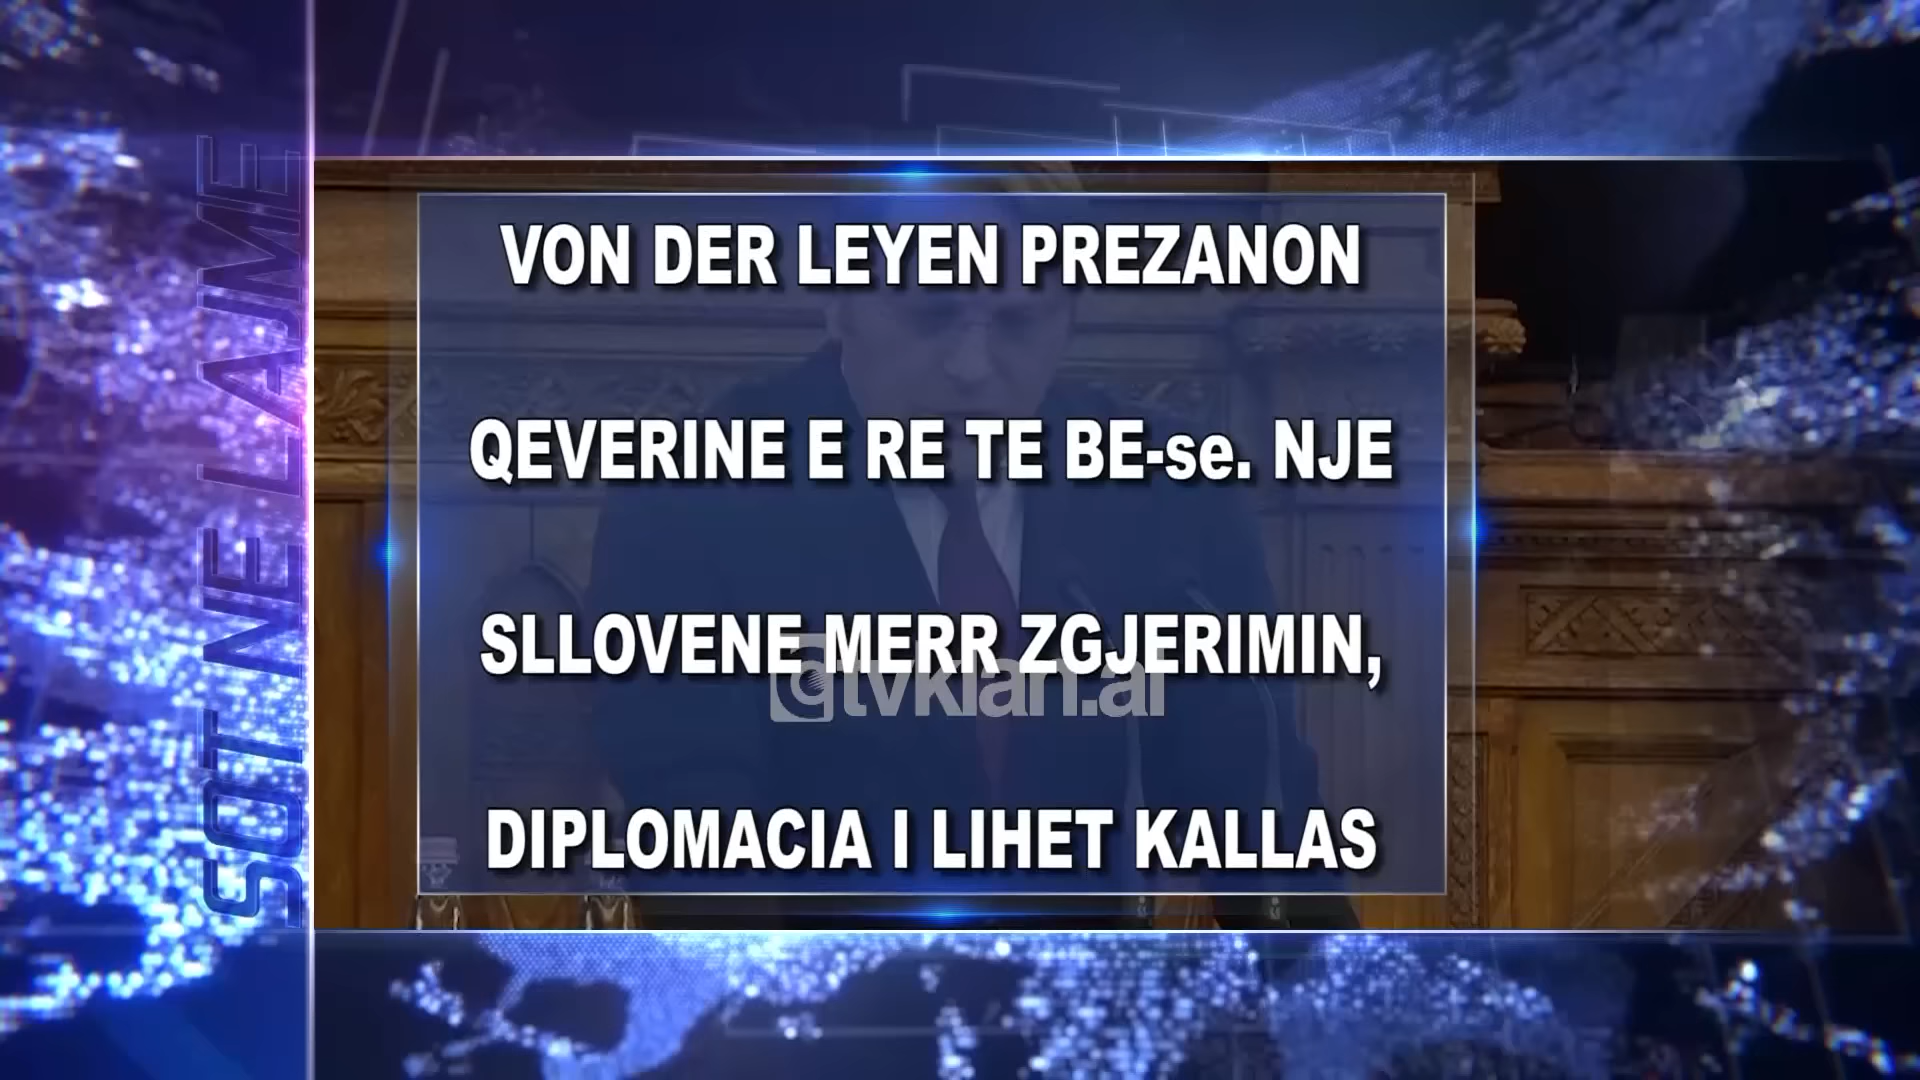 SOT NE LAJME
VON DER LEYEN PREZANON
QEVERINE E RE TE BE-se. NJE
SLLOVENE MERR ZGJERIMIN,
tvklan.al
DIPLOMACIA I LIHET KALLAS